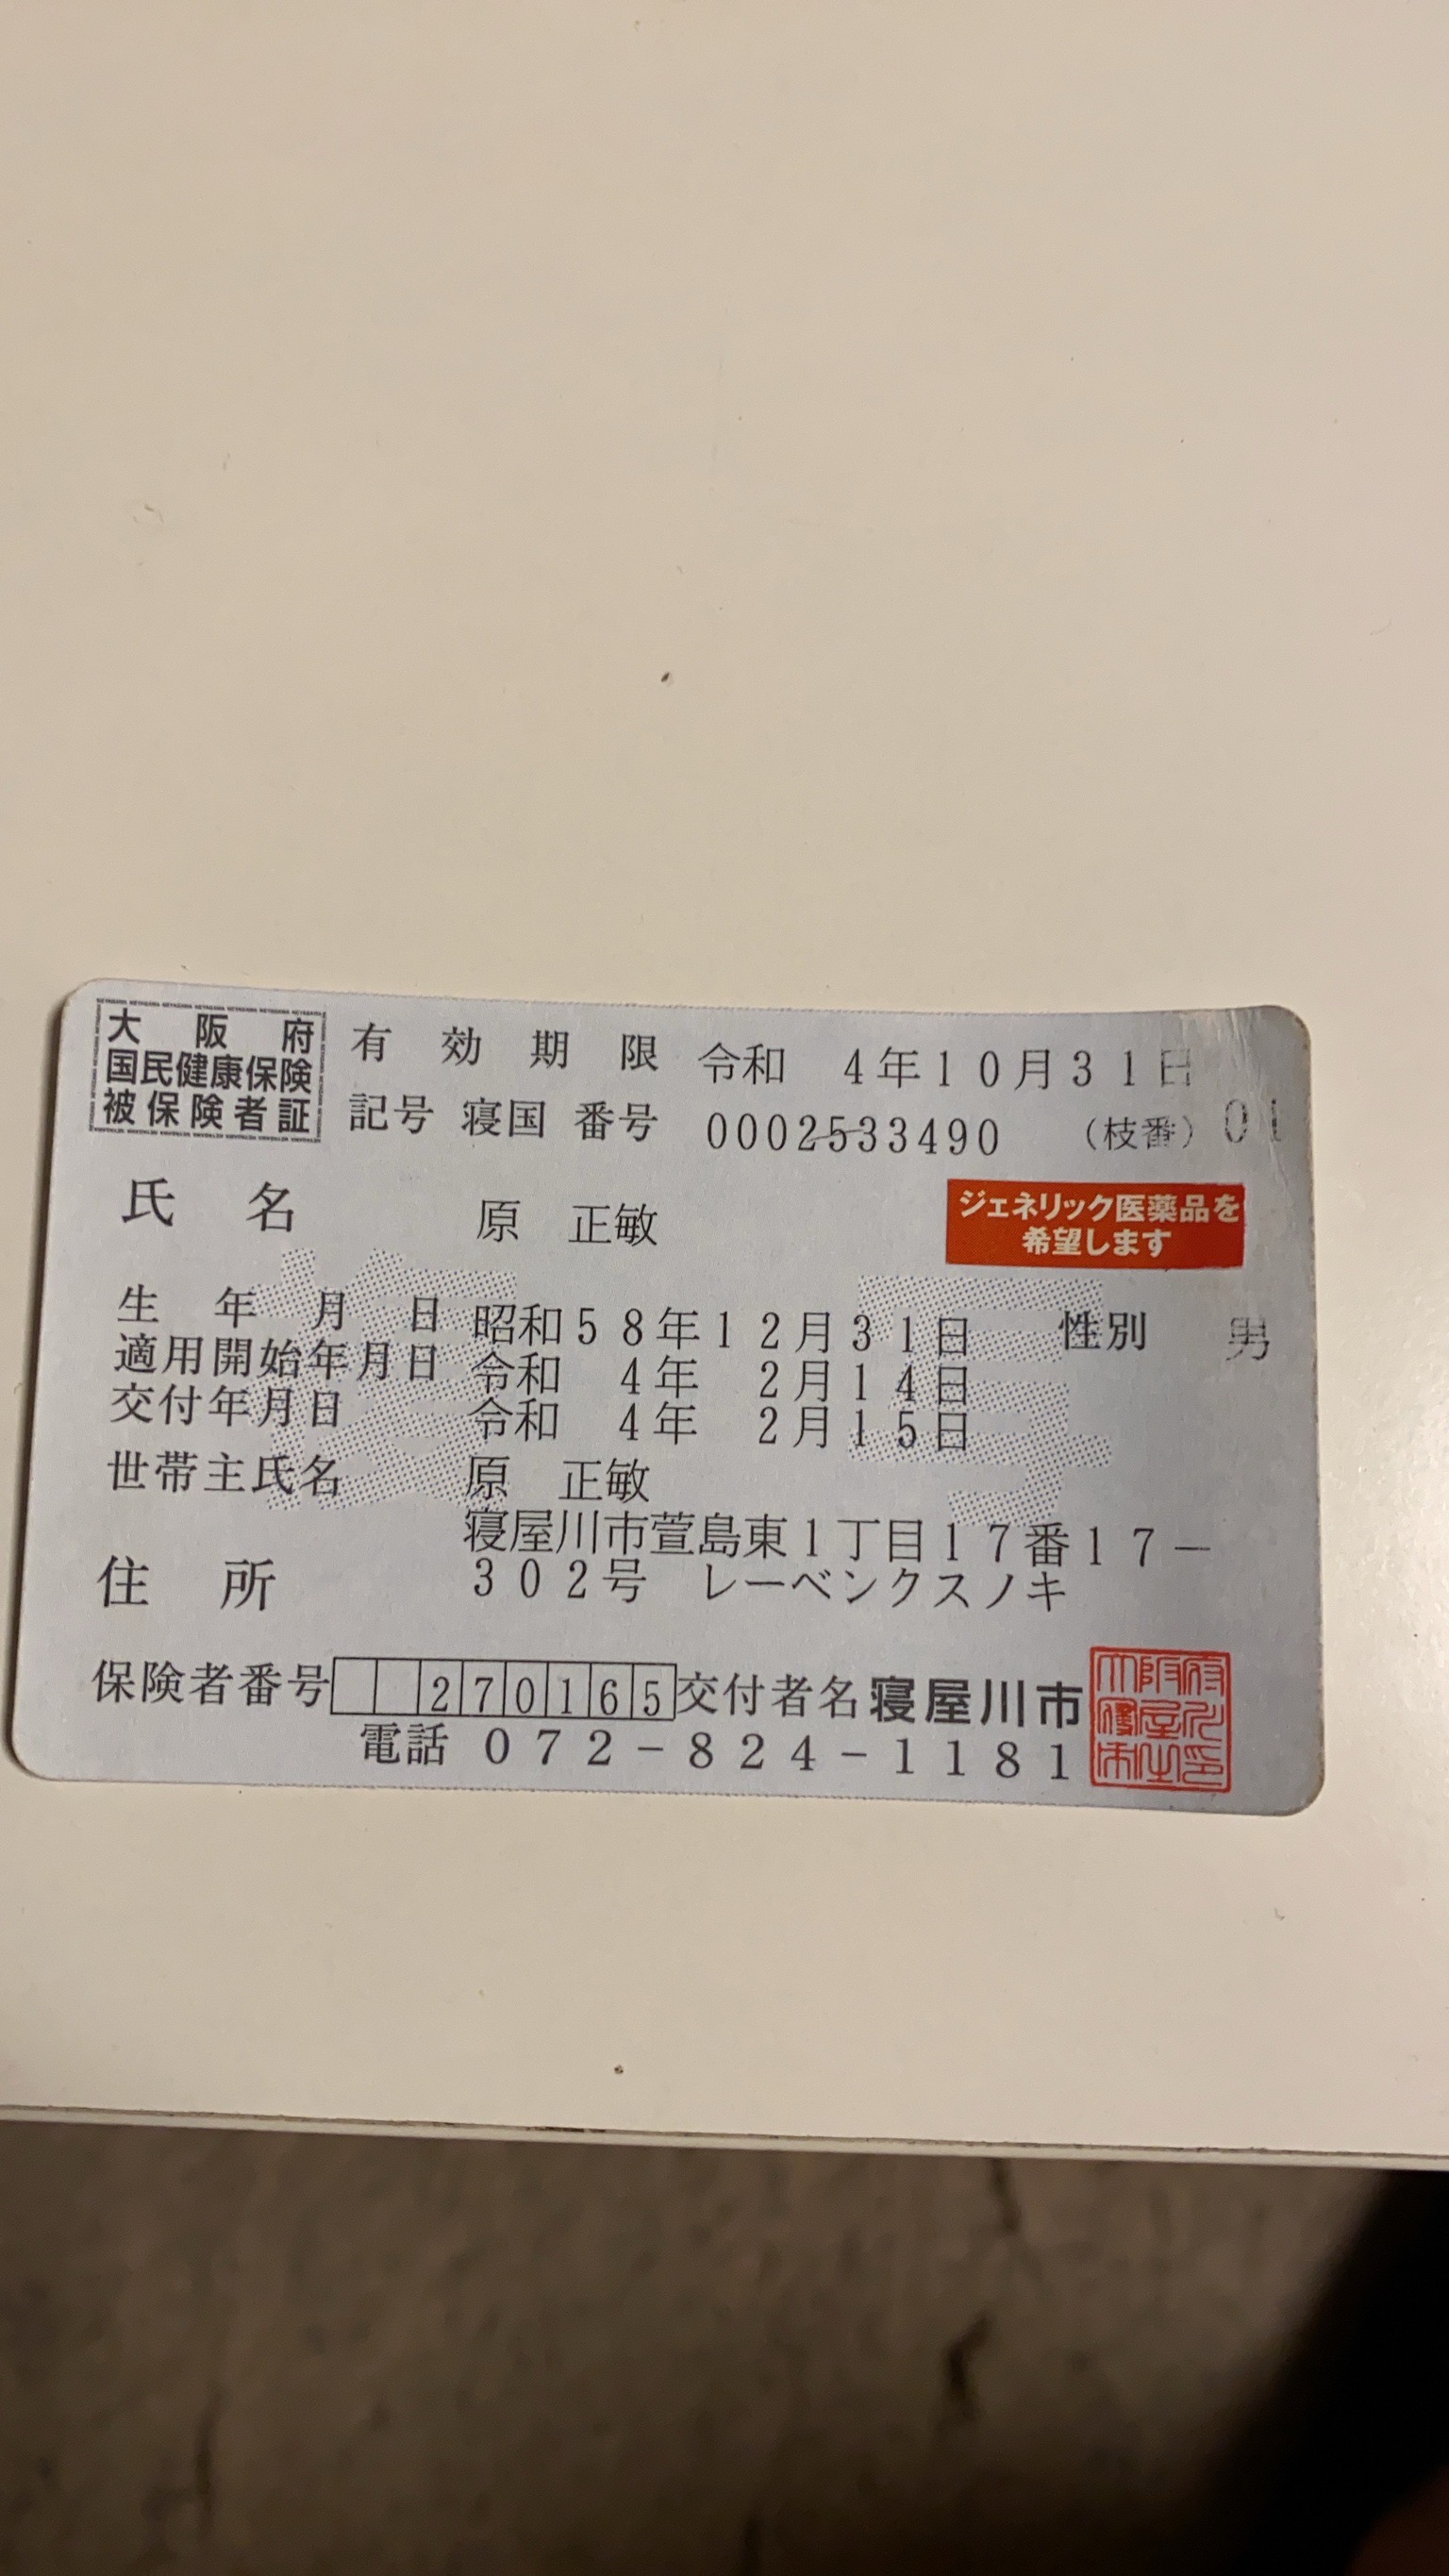 大阪府
国民健康保険
被保険者証
有効期限 令和 4年10月31日
記号 寝国 番号 0002533490 (枝番) 01
氏名 原 正敏
ジェネリック医薬品を
希望します
生年月日 昭和58年12月31日 性別 男
適用開始年月日 令和 4年 2月14日
交付年月日 令和 4年 2月15日
世帯主氏名 原 正敏
住所 寝屋川市萱島東1丁目17番17-
302号 レーベンクスノキ
保険者番号 270165 交付者名 寝屋川市
電話 072-824-1181